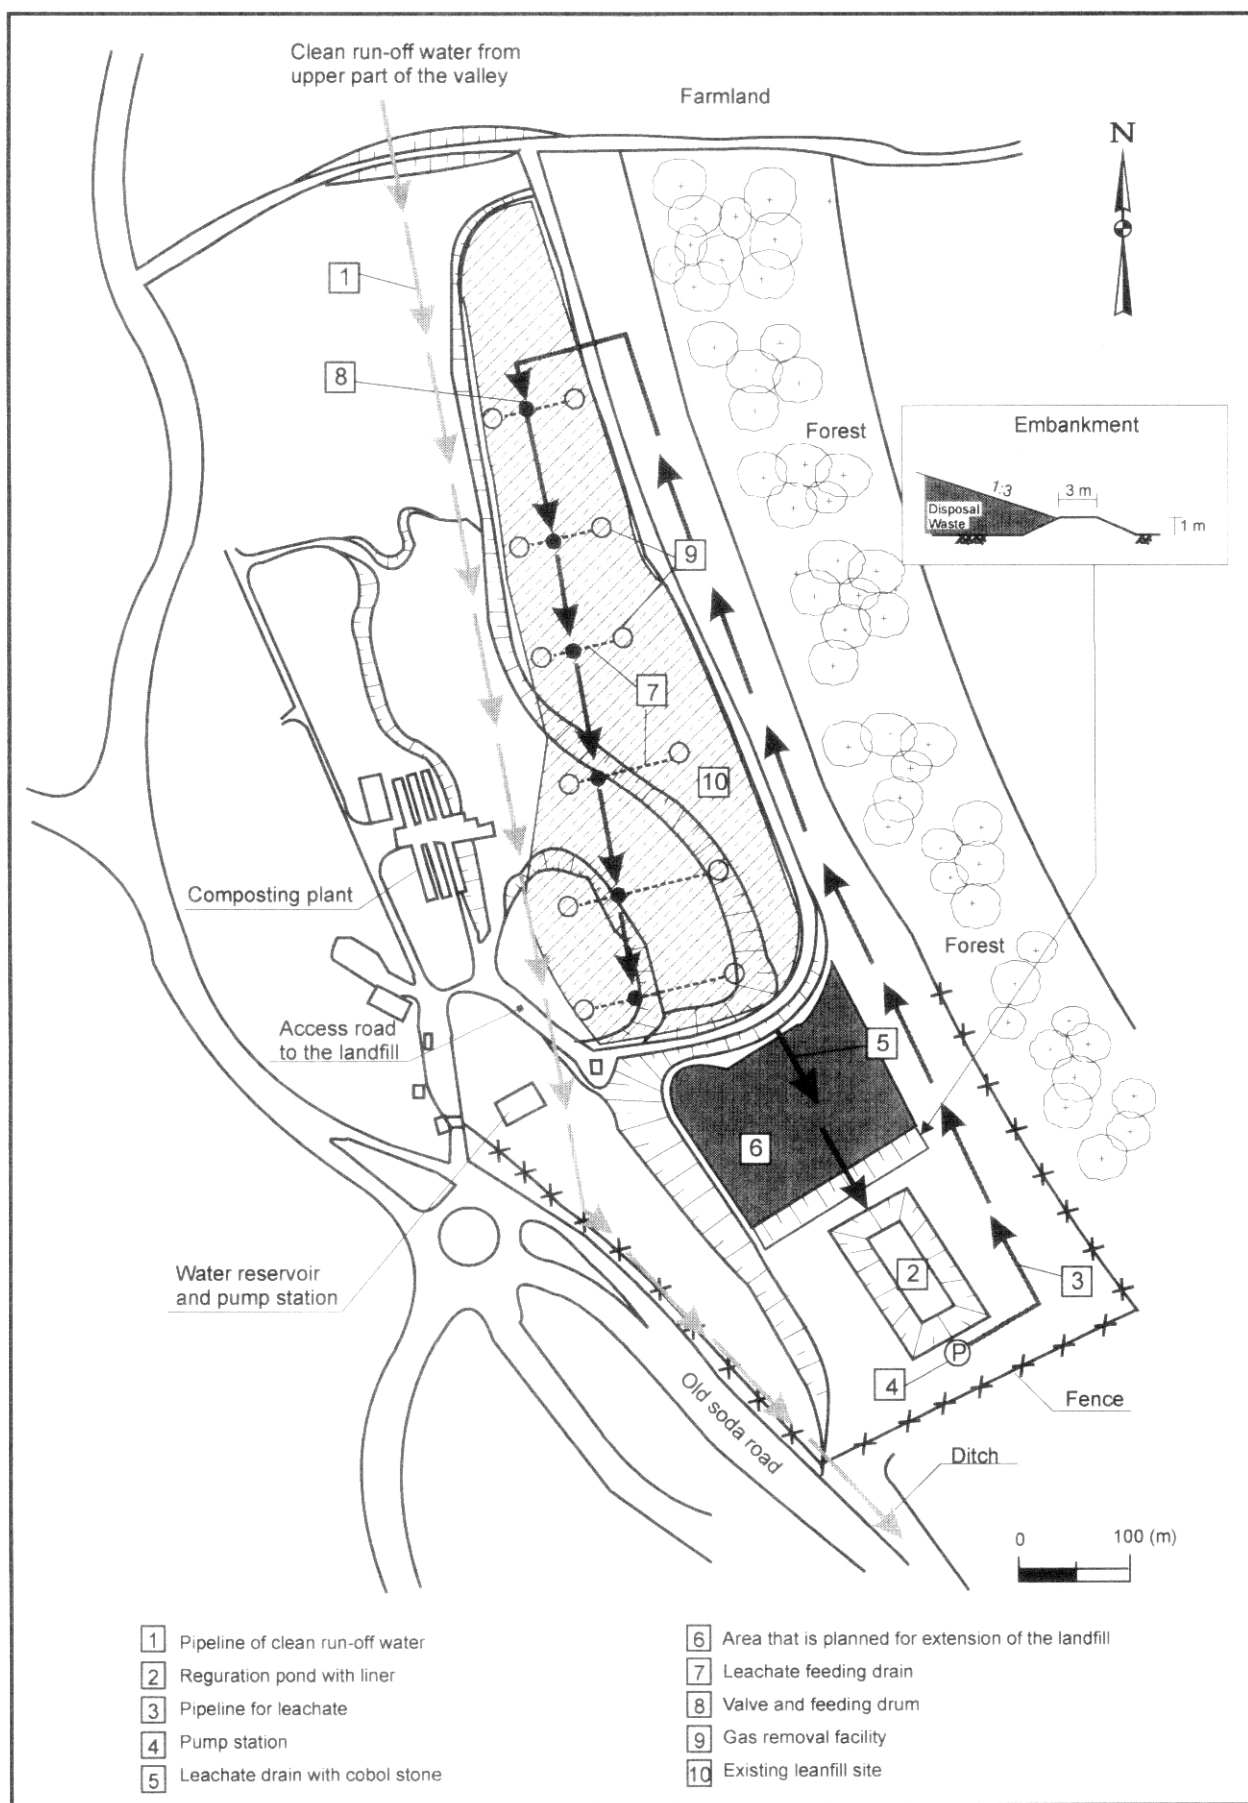 Clean run-off water from
upper part of the valley
Farmland
N
1
8
Forest
Embankment
1:3
3 m
Disposal
Waste
1 m
9
7
10
Composting plant
Forest
Access road
to the landfill
5
6
Water reservoir
and pump station
2
3
P
4
Fence
Old soda road
Ditch
0
100 (m)
1 Pipeline of clean run-off water
2 Reguration pond with liner
3 Pipeline for leachate
4 Pump station
5 Leachate drain with cobol stone
6 Area that is planned for extension of the landfill
7 Leachate feeding drain
8 Valve and feeding drum
9 Gas removal facility
10 Existing leanfill site